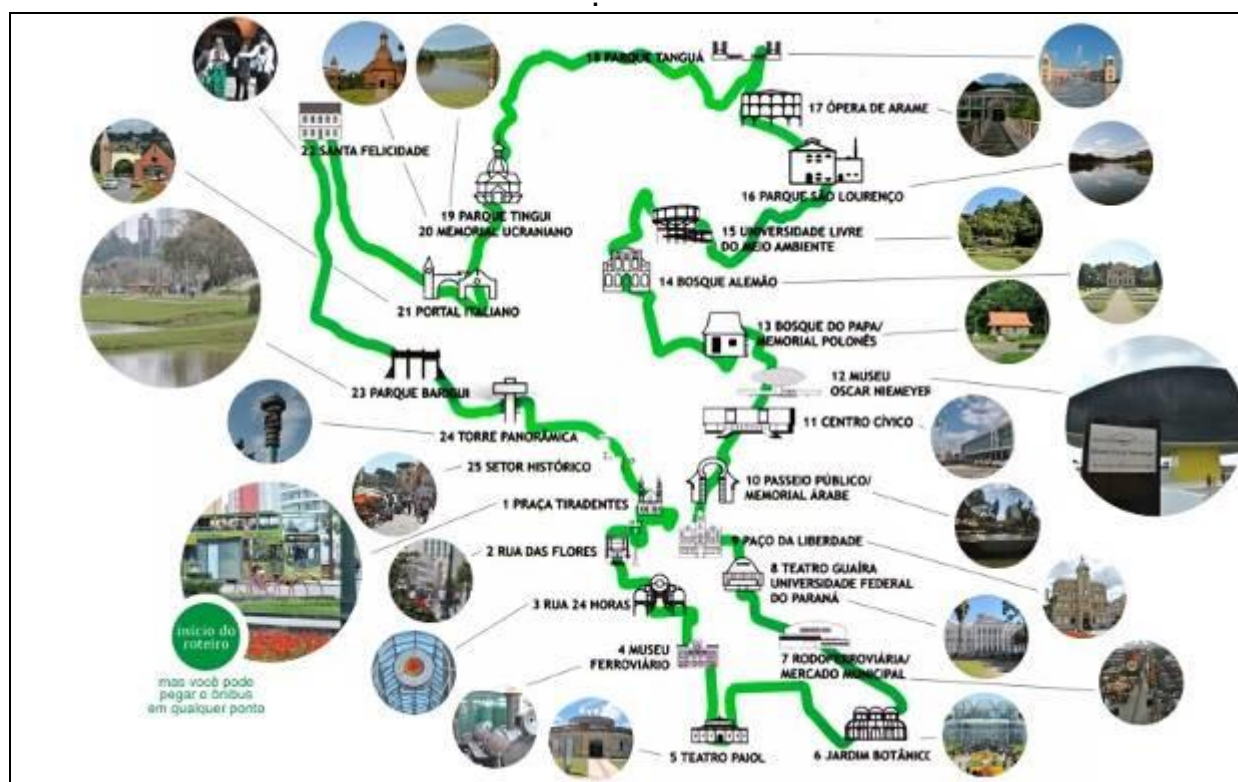 1 PRAÇA TIRADENTES
2 RUA DAS FLORES
3 RUA 24 HORAS
4 MUSEU
FERROVIÁRIO
5 TEATRO PAIOL
6 JARDIM BOTÂNICO
7 RODOFERROVIÁRIA/
MERCADO MUNICIPAL
8 TEATRO GUAÍRA
UNIVERSIDADE FEDERAL
DO PARANÁ
9 PAÇO DA LIBERDADE
10 PASSEIO PÚBLICO/
MEMORIAL ÁRABE
11 CENTRO CÍVICO
12 MUSEU
OSCAR NIEMEYER
13 BOSQUE DO PAPA/
MEMORIAL POLONÊS
14 BOSQUE ALEMÃO
15 UNIVERSIDADE LIVRE
DO MEIO AMBIENTE
16 PARQUE SÃO LOURENÇO
17 ÓPERA DE ARAME
18 PARQUE TANGUÁ
19 PARQUE TINGUI
20 MEMORIAL UCRANIANO
21 PORTAL ITALIANO
22 SANTA FELICIDADE
23 PARQUE BARIGUI
24 TORRE PANORÂMICA
25 SETOR HISTÓRICO
início do
roteiro
mas você pode
pegar o ônibus
em qualquer ponto